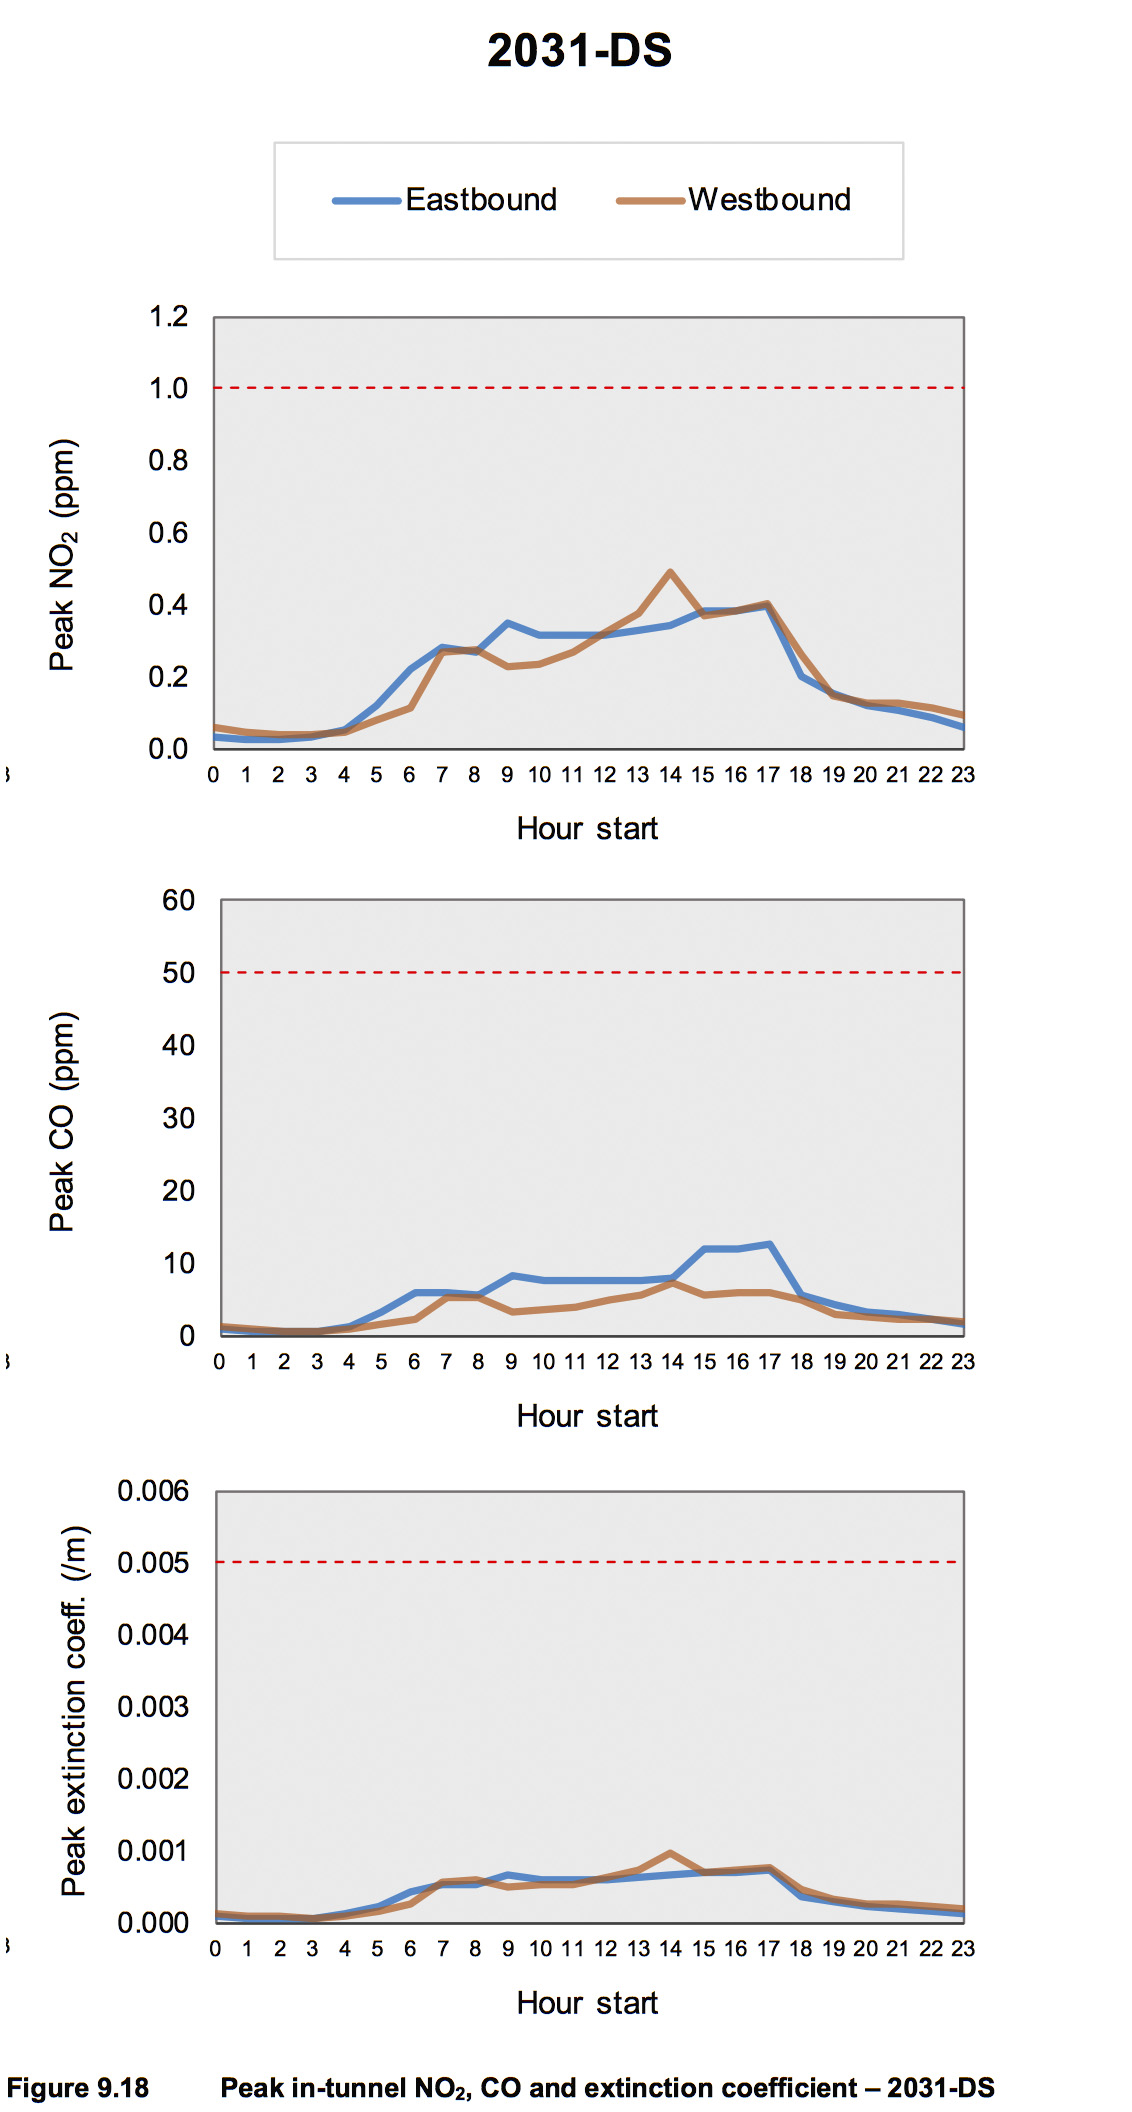 2031-DS
Eastbound Westbound
1.2
1.0
0.8
0.6
0.4
0.2
0.0
Peak NO₂ (ppm)
0 1 2 3 4 5 6 7 8 9 10 11 12 13 14 15 16 17 18 19 20 21 22 23
Hour start
60
50
40
30
20
10
0
Peak CO (ppm)
0 1 2 3 4 5 6 7 8 9 10 11 12 13 14 15 16 17 18 19 20 21 22 23
Hour start
0.006
0.005
0.004
0.003
0.002
0.001
0.000
Peak extinction coeff. (/m)
0 1 2 3 4 5 6 7 8 9 10 11 12 13 14 15 16 17 18 19 20 21 22 23
Hour start
Figure 9.18 Peak in-tunnel NO₂, CO and extinction coefficient – 2031-DS